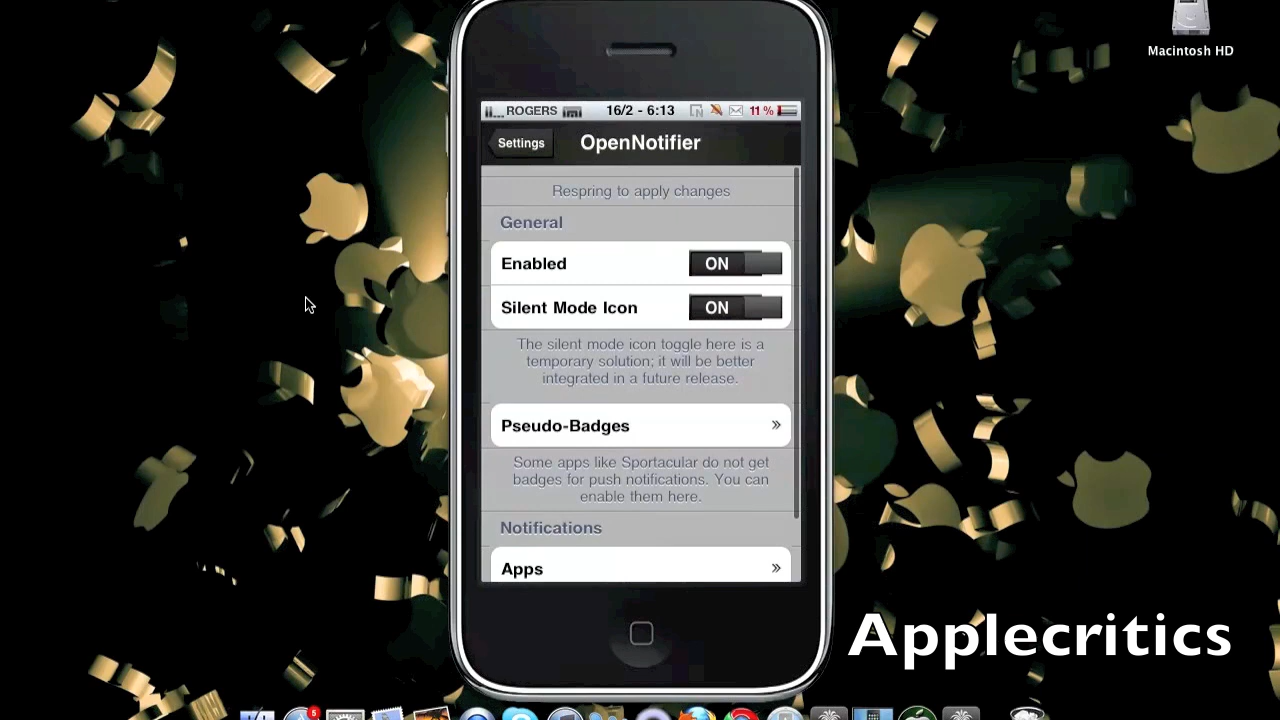 Macintosh HD
ROGERS 16/2 - 6:13 11 %
Settings OpenNotifier
Respring to apply changes
General
Enabled ON
Silent Mode Icon ON
The silent mode icon toggle here is a
temporary solution; it will be better
integrated in a future release.
Pseudo-Badges »
Some apps like Sportacular do not get
badges for push notifications. You can
enable them here.
Notifications
Apps »
Applecritics
5